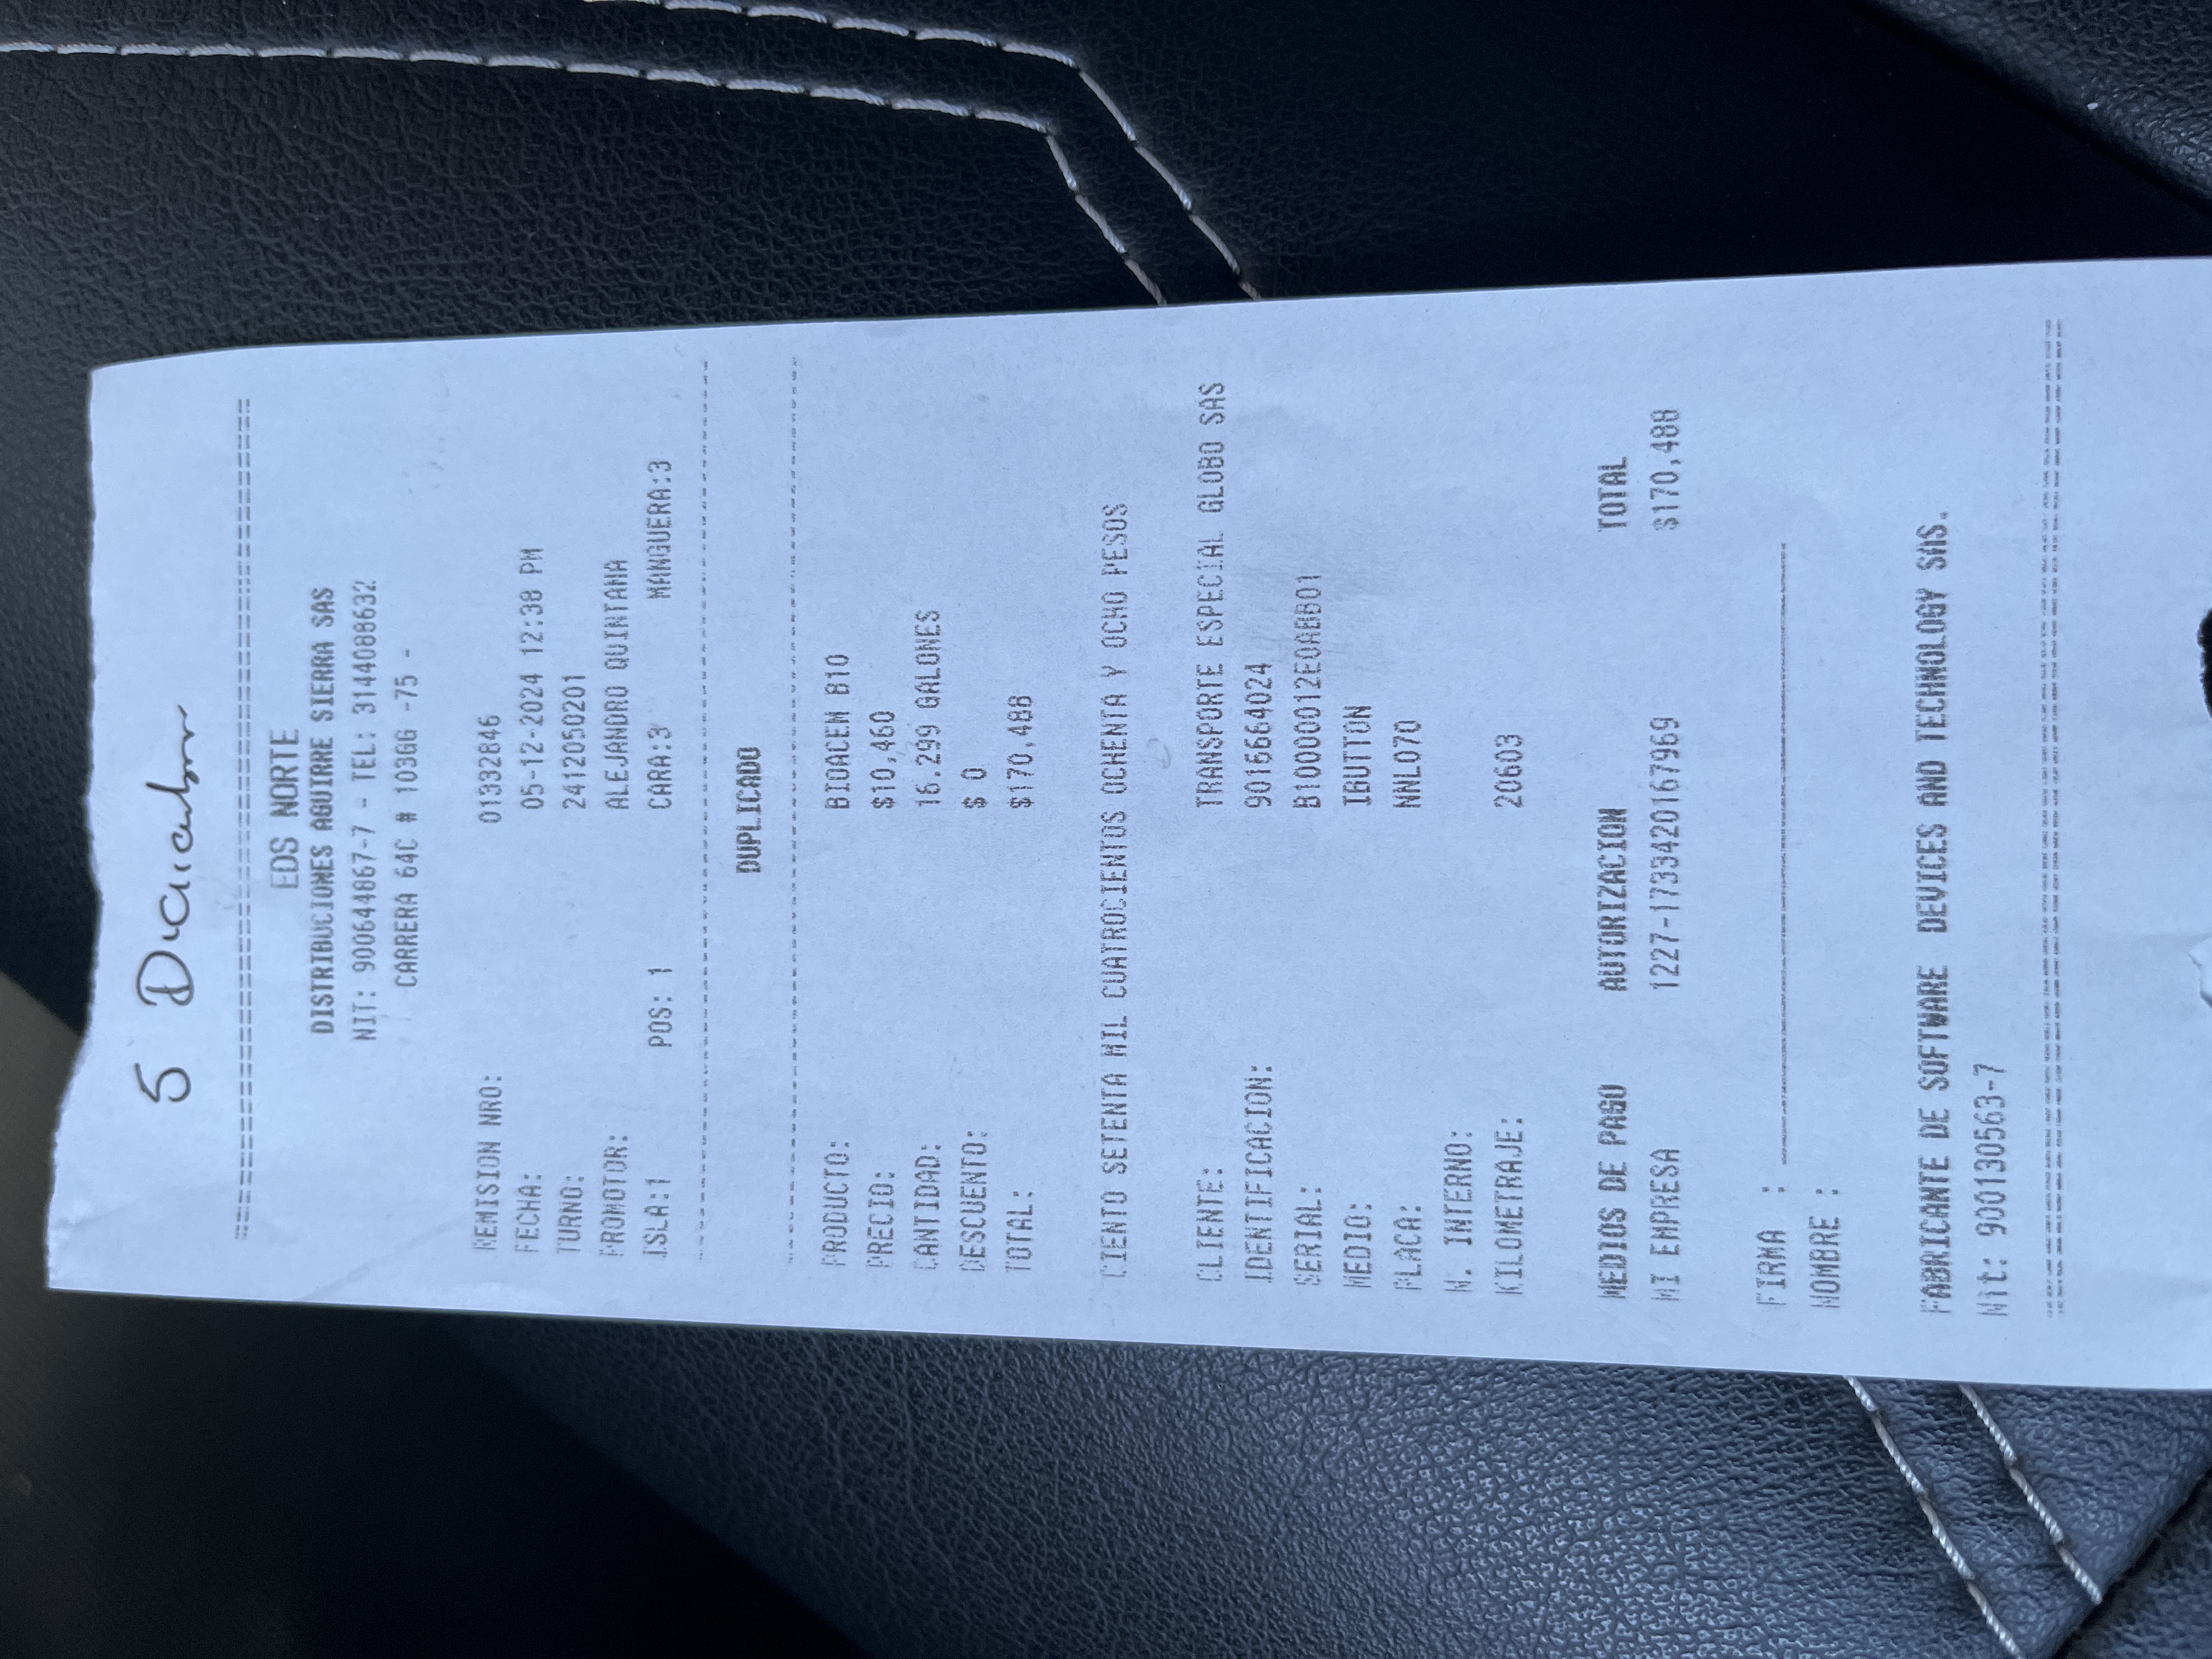 5 Diciembre
================================================
EDS NORTE
DISTRIBUCIONES AGUIRRE SIERRA SAS
NIT: 900644867-7 - TEL: 3144088632
CARRERA 64C # 103GG -75 -
REMISION NRO: 01332846
FECHA: 05-12-2024 12:38 PM
TURNO: 2412050201
PROMOTOR: ALEJANDRO QUINTANA
ISLA:1 POS: 1 CARA:3 MANGUERA:3
DUPLICADO
PRODUCTO: BIOACEM B10
PRECIO: $10,460
CANTIDAD: 16.299 GALONES
DESCUENTO: $ 0
TOTAL: $170,488
CIENTO SETENTA MIL CUATROCIENTOS OCHENTA Y OCHO PESOS
CLIENTE: TRANSPORTE ESPECIAL GLOBO SAS
IDENTIFICACION: 9016664024
SERIAL: B1000001 2E0ABB01
MEDIO: IBUTTON
PLACA: NNL070
N. INTERNO:
KILOMETRAJE: 20603
MEDIOS DE PAGO AUTORIZACION TOTAL
MI EMPRESA 1227-1733420167969 $170,488
FIRMA :
NOMBRE :
FABRICANTE DE SOFTWARE DEVICES AND TECHNOLOGY SAS.
Nit: 900130563-7